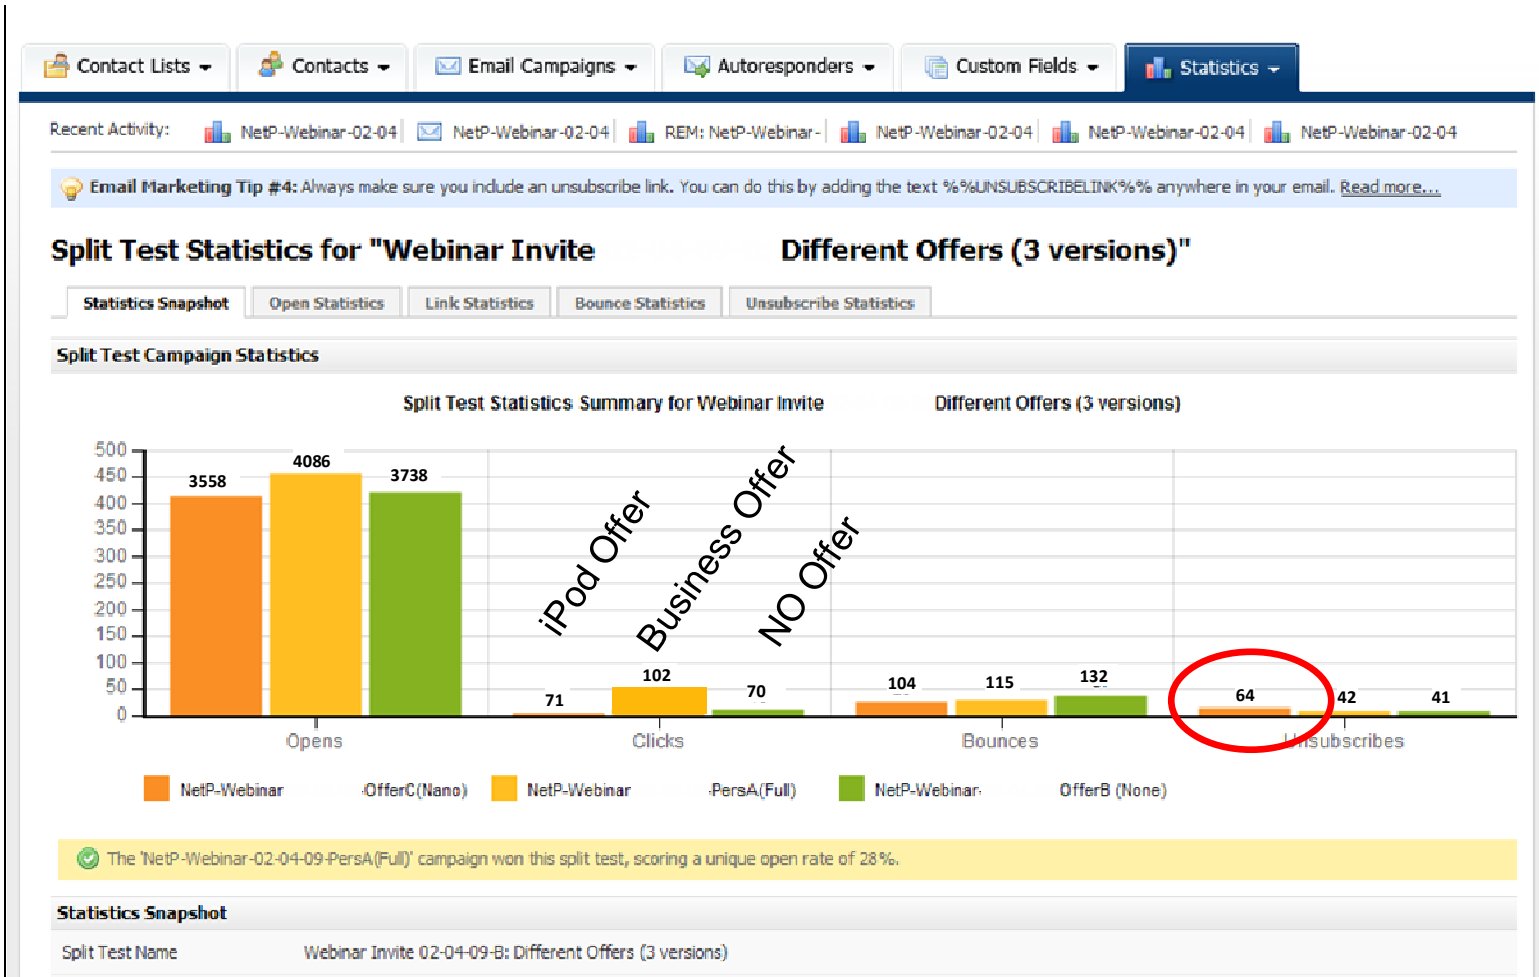 Contact Lists Contacts Email Campaigns Autoresponders Custom Fields Statistics
Recent Activity: NetP-Webinar-02-04 NetP-Webinar-02-04 REM: NetP-Webinar- NetP-Webinar-02-04 NetP-Webinar-02-04 NetP-Webinar-02-04
Email Marketing Tip #4: Always make sure you include an unsubscribe link. You can do this by adding the text %%UNSUBSCRIBELINK%% anywhere in your email. Read more...
Split Test Statistics for "Webinar Invite Different Offers (3 versions)"
Statistics Snapshot Open Statistics Link Statistics Bounce Statistics Unsubscribe Statistics
Split Test Campaign Statistics
Split Test Statistics Summary for Webinar Invite Different Offers (3 versions)
500
450
400
350
300
250
200
150
100
50
0
3558 4086 3738
iPod Offer
Business Offer
NO Offer
71 102 70
104 115 132
64 42 41
Opens Clicks Bounces Unsubscribes
NetP-Webinar -OfferC(Nano) NetP-Webinar -PersA(Full) NetP-Webinar- OfferB (None)
The 'NetP-Webinar-02-04-09-PersA(Full)' campaign won this split test, scoring a unique open rate of 28%.
Statistics Snapshot
Split Test Name Webinar Invite 02-04-09-B: Different Offers (3 versions)